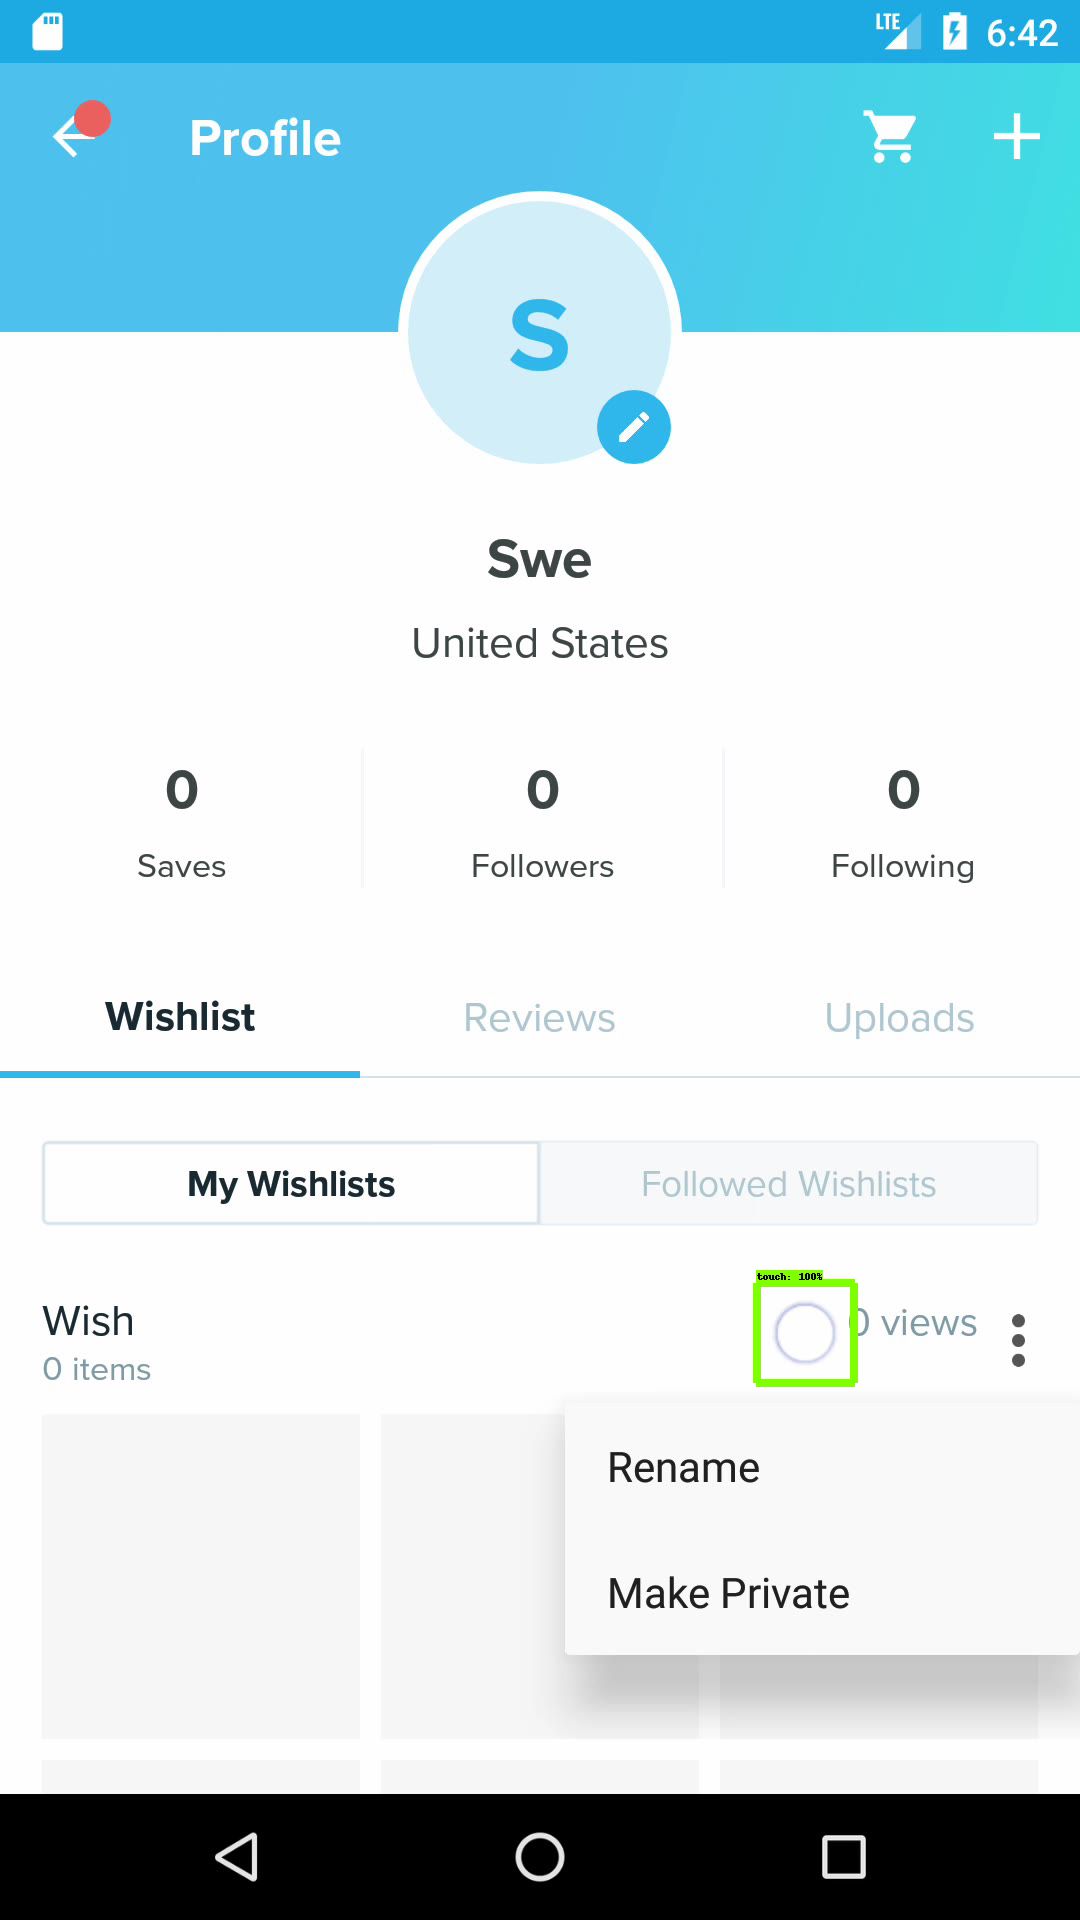 LTE 6:42
Profile
S
Swe
United States
0 0 0
Saves Followers Following
Wishlist Reviews Uploads
My Wishlists Followed Wishlists
touch: 100%
Wish 0 views
0 items
Rename
Make Private